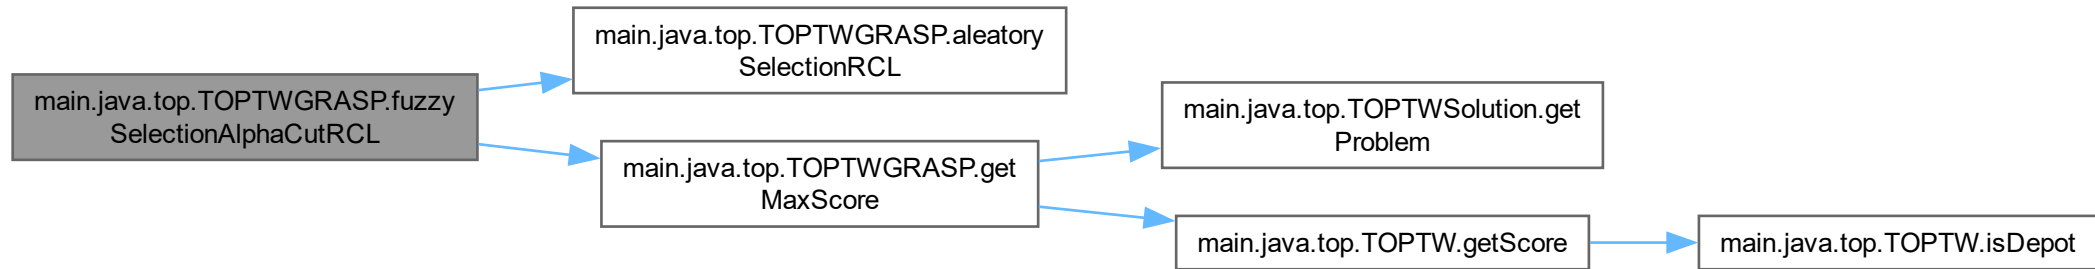 main.java.top.TOPTWGRASP.fuzzy
SelectionAlphaCutRCL
main.java.top.TOPTWGRASP.aleatory
SelectionRCL
main.java.top.TOPTWGRASP.get
MaxScore
main.java.top.TOPTWSolution.get
Problem
main.java.top.TOPTW.getScore
main.java.top.TOPTW.isDepot